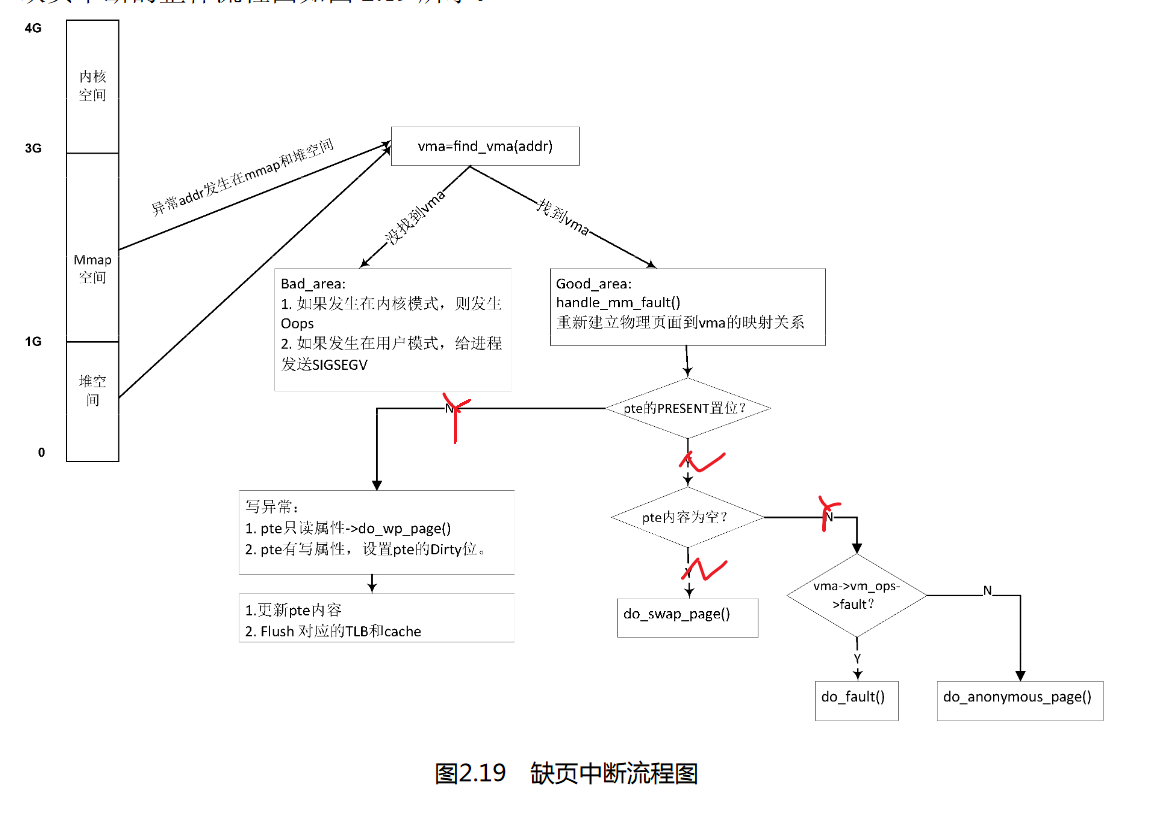 4G
内核
空间
3G
异常addr发生在mmap和堆空间
vma=find_vma(addr)
没找到vma
找到vma
Mmap
空间
Bad_area:
1. 如果发生在内核模式，则发生
Oops
2. 如果发生在用户模式，给进程
发送SIGSEGV
Good_area:
handle_mm_fault()
重新建立物理页面到vma的映射关系
1G
堆空
间
0
pte的PRESENT置位？
N
Y
N
写异常：
1. pte只读属性->do_wp_page()
2. pte有写属性，设置pte的Dirty位。
pte内容为空？
N
Y
N
1.更新pte内容
2. Flush 对应的TLB和cache
do_swap_page()
vma->vm_ops-
>fault？
N
Y
do_fault()
do_anonymous_page()
图2.19 缺页中断流程图